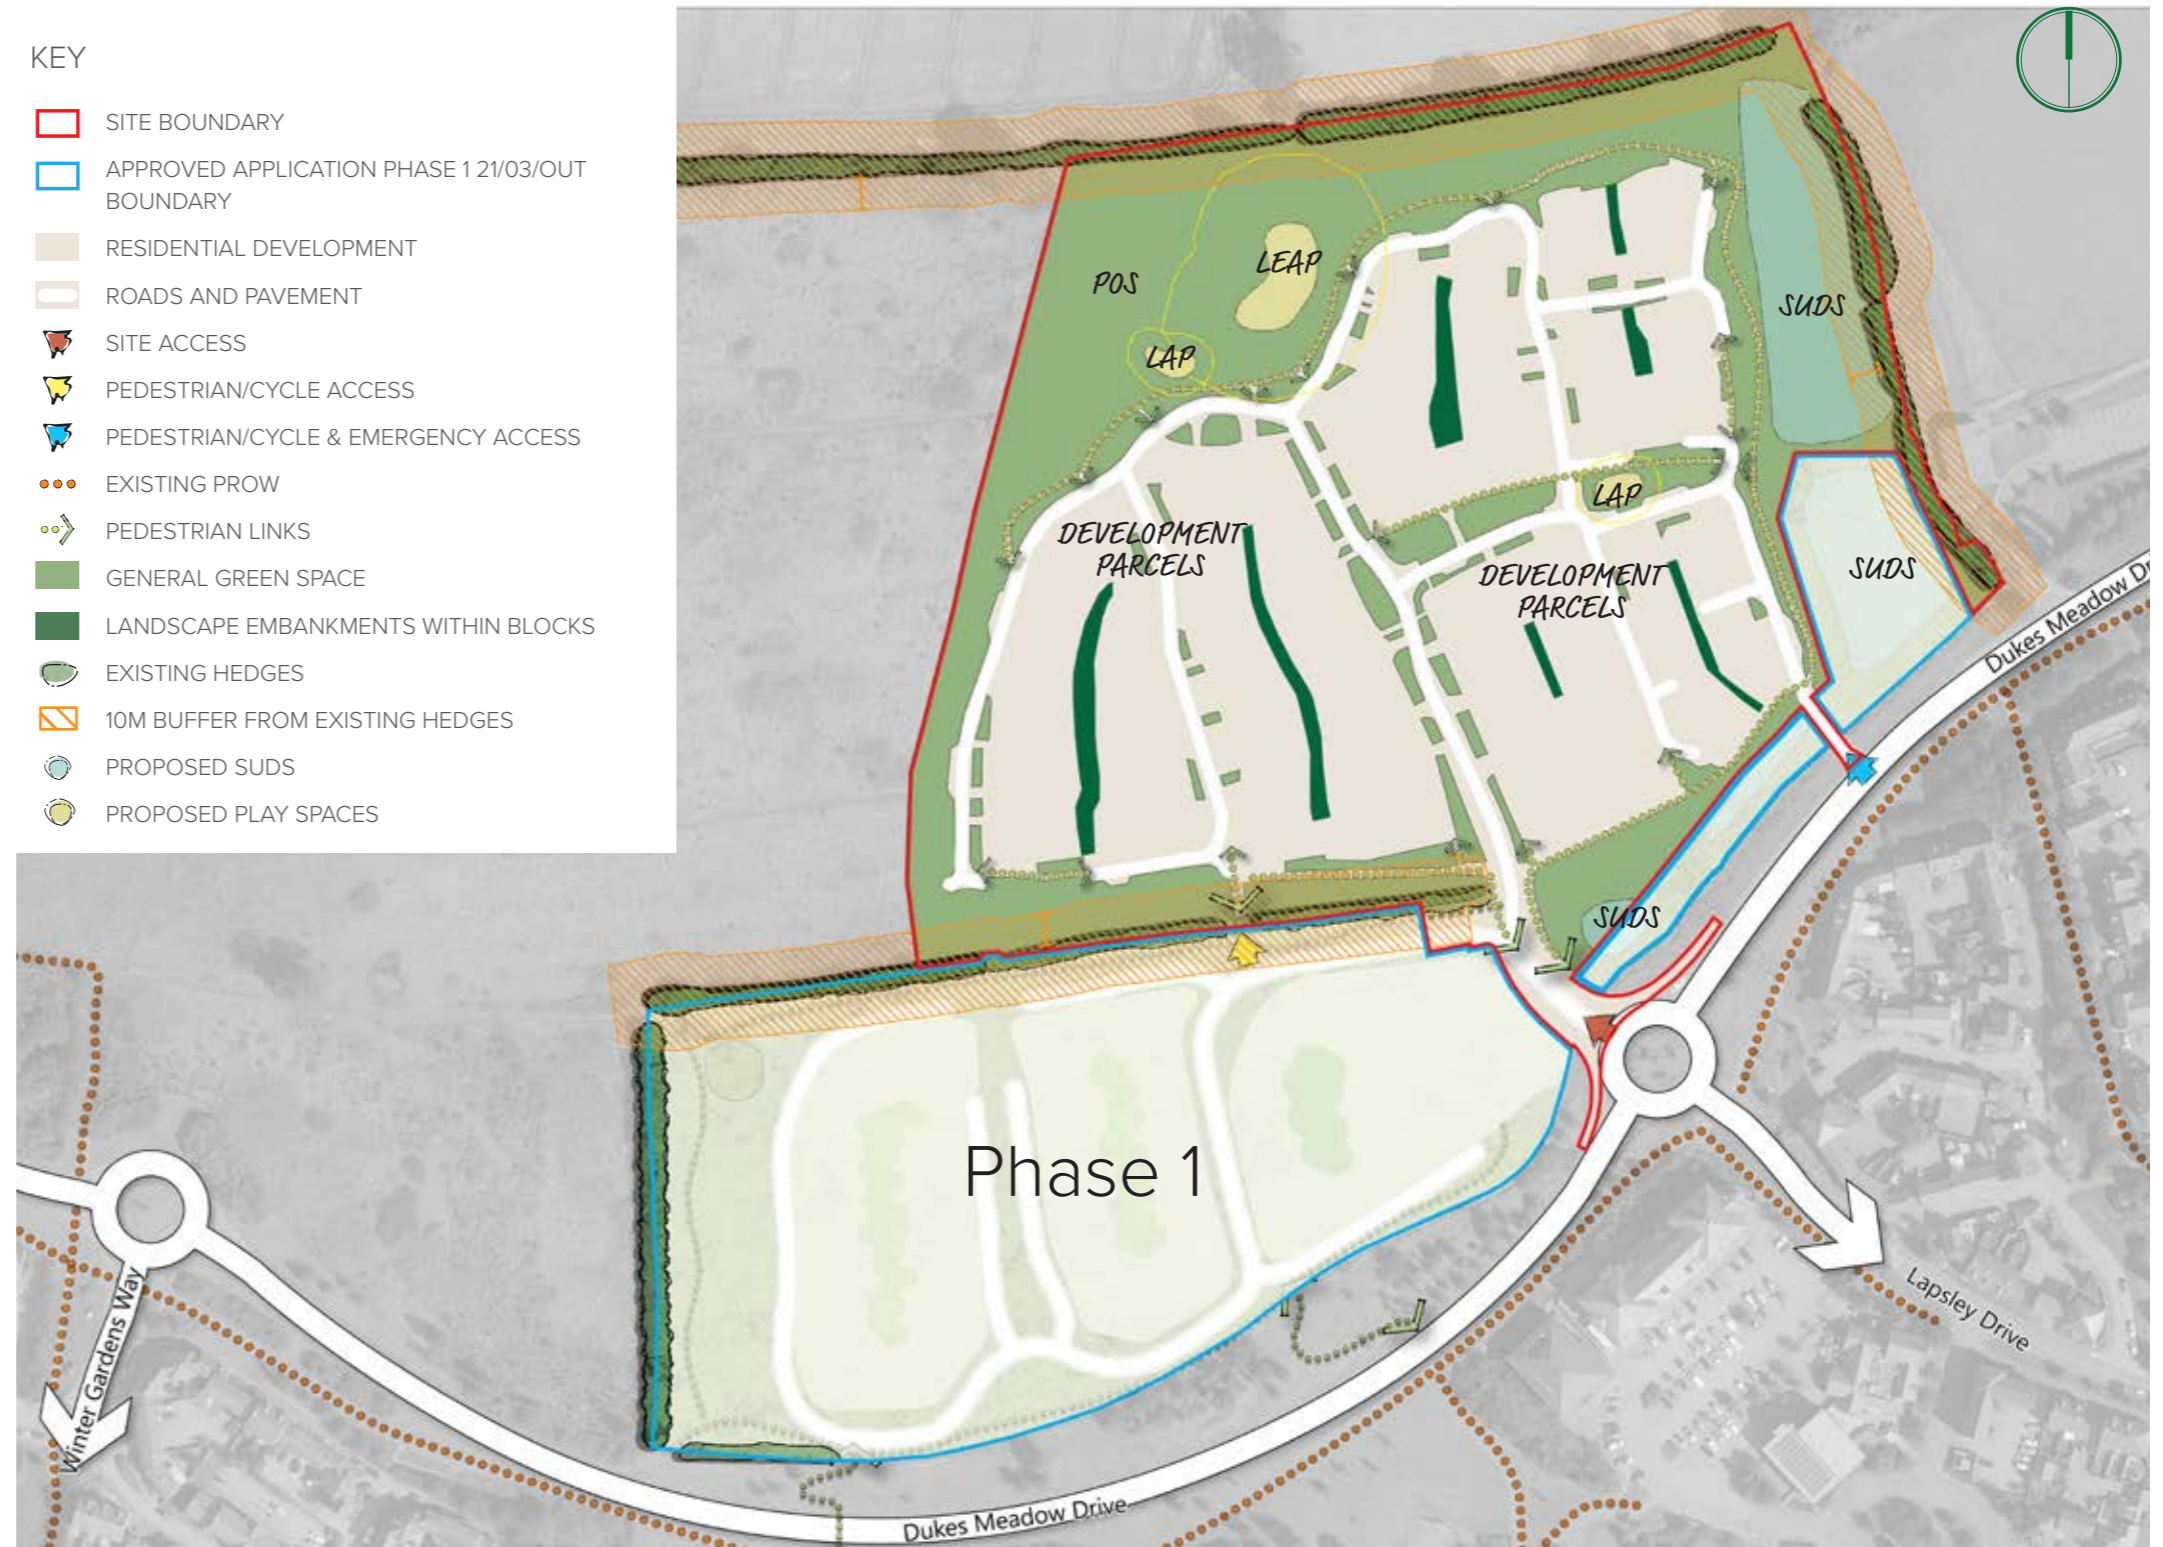 KEY
SITE BOUNDARY
APPROVED APPLICATION PHASE 1 21/03/OUT
BOUNDARY
RESIDENTIAL DEVELOPMENT
ROADS AND PAVEMENT
SITE ACCESS
PEDESTRIAN/CYCLE ACCESS
PEDESTRIAN/CYCLE & EMERGENCY ACCESS
EXISTING PROW
PEDESTRIAN LINKS
GENERAL GREEN SPACE
LANDSCAPE EMBANKMENTS WITHIN BLOCKS
EXISTING HEDGES
10M BUFFER FROM EXISTING HEDGES
PROPOSED SUDS
PROPOSED PLAY SPACES
POS
LEAP
LAP
SUDS
LAP
DEVELOPMENT
PARCELS
DEVELOPMENT
PARCELS
SUDS
Dukes Meadow Dr
SUDS
Phase 1
Winter Gardens Way
Lapsley Drive
Dukes Meadow Drive